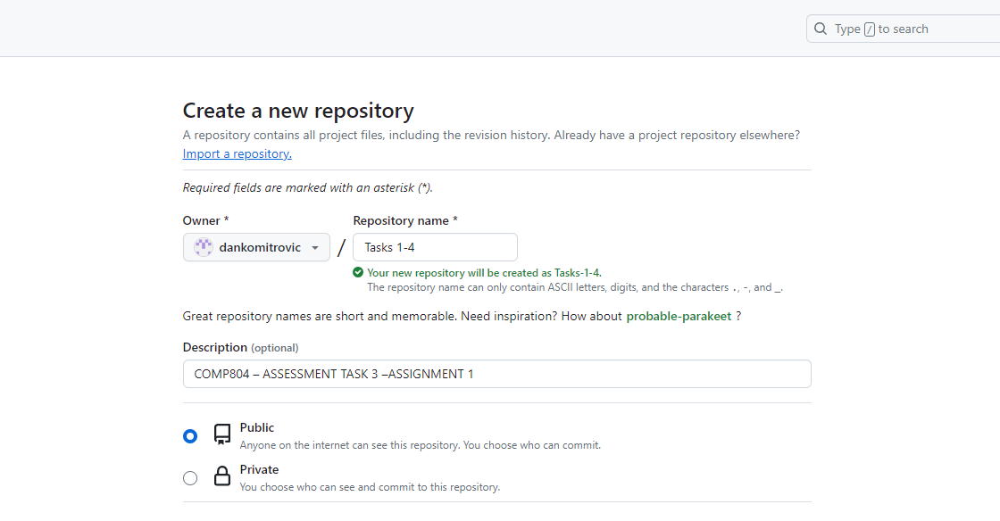 Type / to search
Create a new repository
A repository contains all project files, including the revision history. Already have a project repository elsewhere?
Import a repository.
Required fields are marked with an asterisk (*).
Owner *
Repository name *
dankomitrovic
/
Tasks 1-4
Your new repository will be created as Tasks-1-4.
The repository name can only contain ASCII letters, digits, and the characters ., -, and _.
Great repository names are short and memorable. Need inspiration? How about probable-parakeet ?
Description (optional)
COMP804 – ASSESSMENT TASK 3 –ASSIGNMENT 1
Public
Anyone on the internet can see this repository. You choose who can commit.
Private
You choose who can see and commit to this repository.